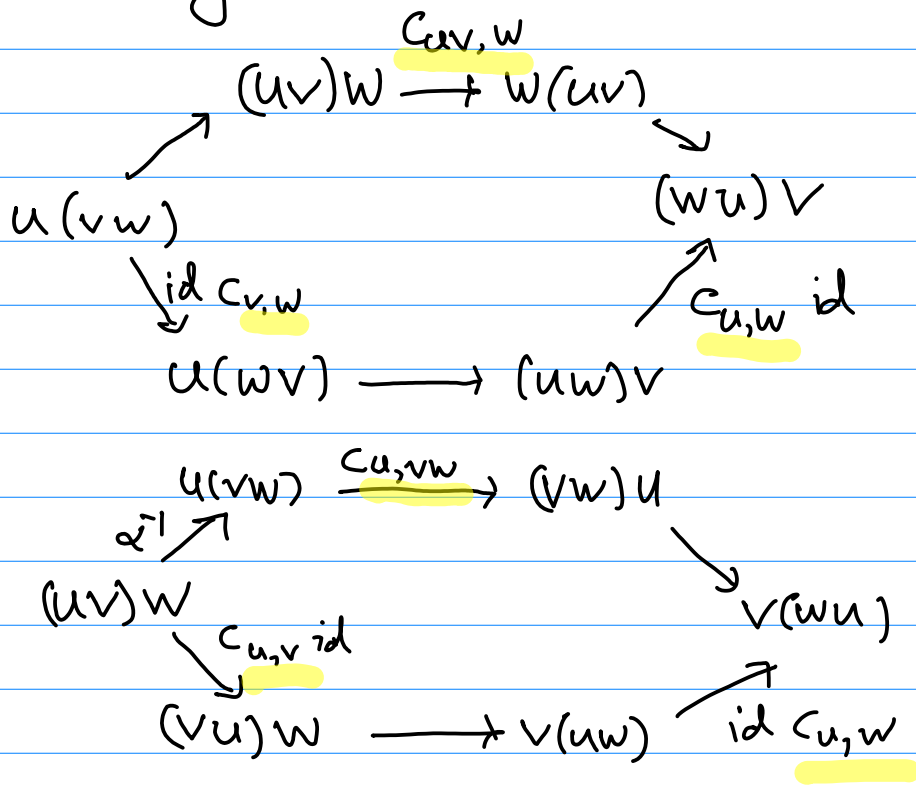 C_{uv,w}
(uv)W ⟶ W(uv)
u(vw)
(wu)V
id C_{v,w}
C_{u,w} id
u(wv) ⟶ (uw)V
u(vw) C_{u,vw} ⟶ (vw)u
α^{-1}
(uv)W
V(wu)
C_{u,v} id
(vu)W ⟶ V(uw)
id C_{u,w}